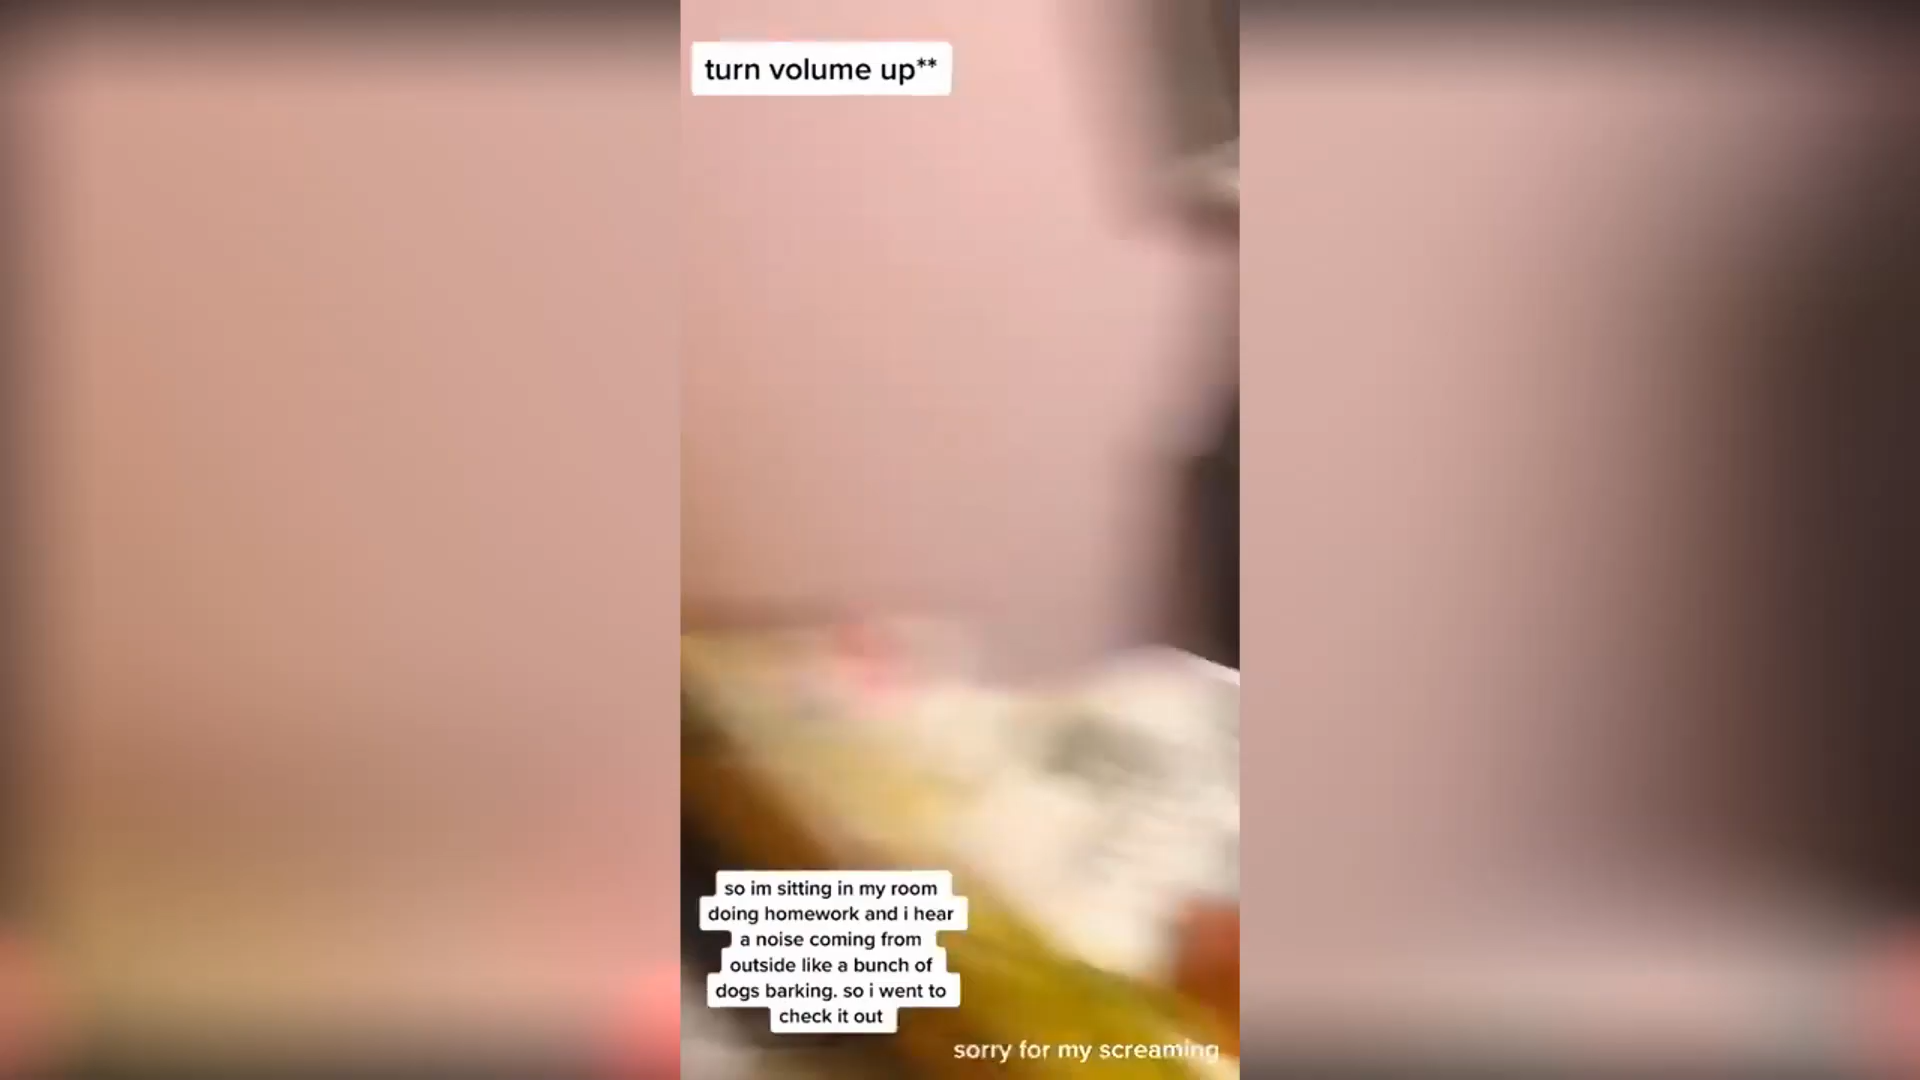 turn volume up**
so im sitting in my room
doing homework and i hear
a noise coming from
outside like a bunch of
dogs barking. so i went to
check it out
sorry for my screaming